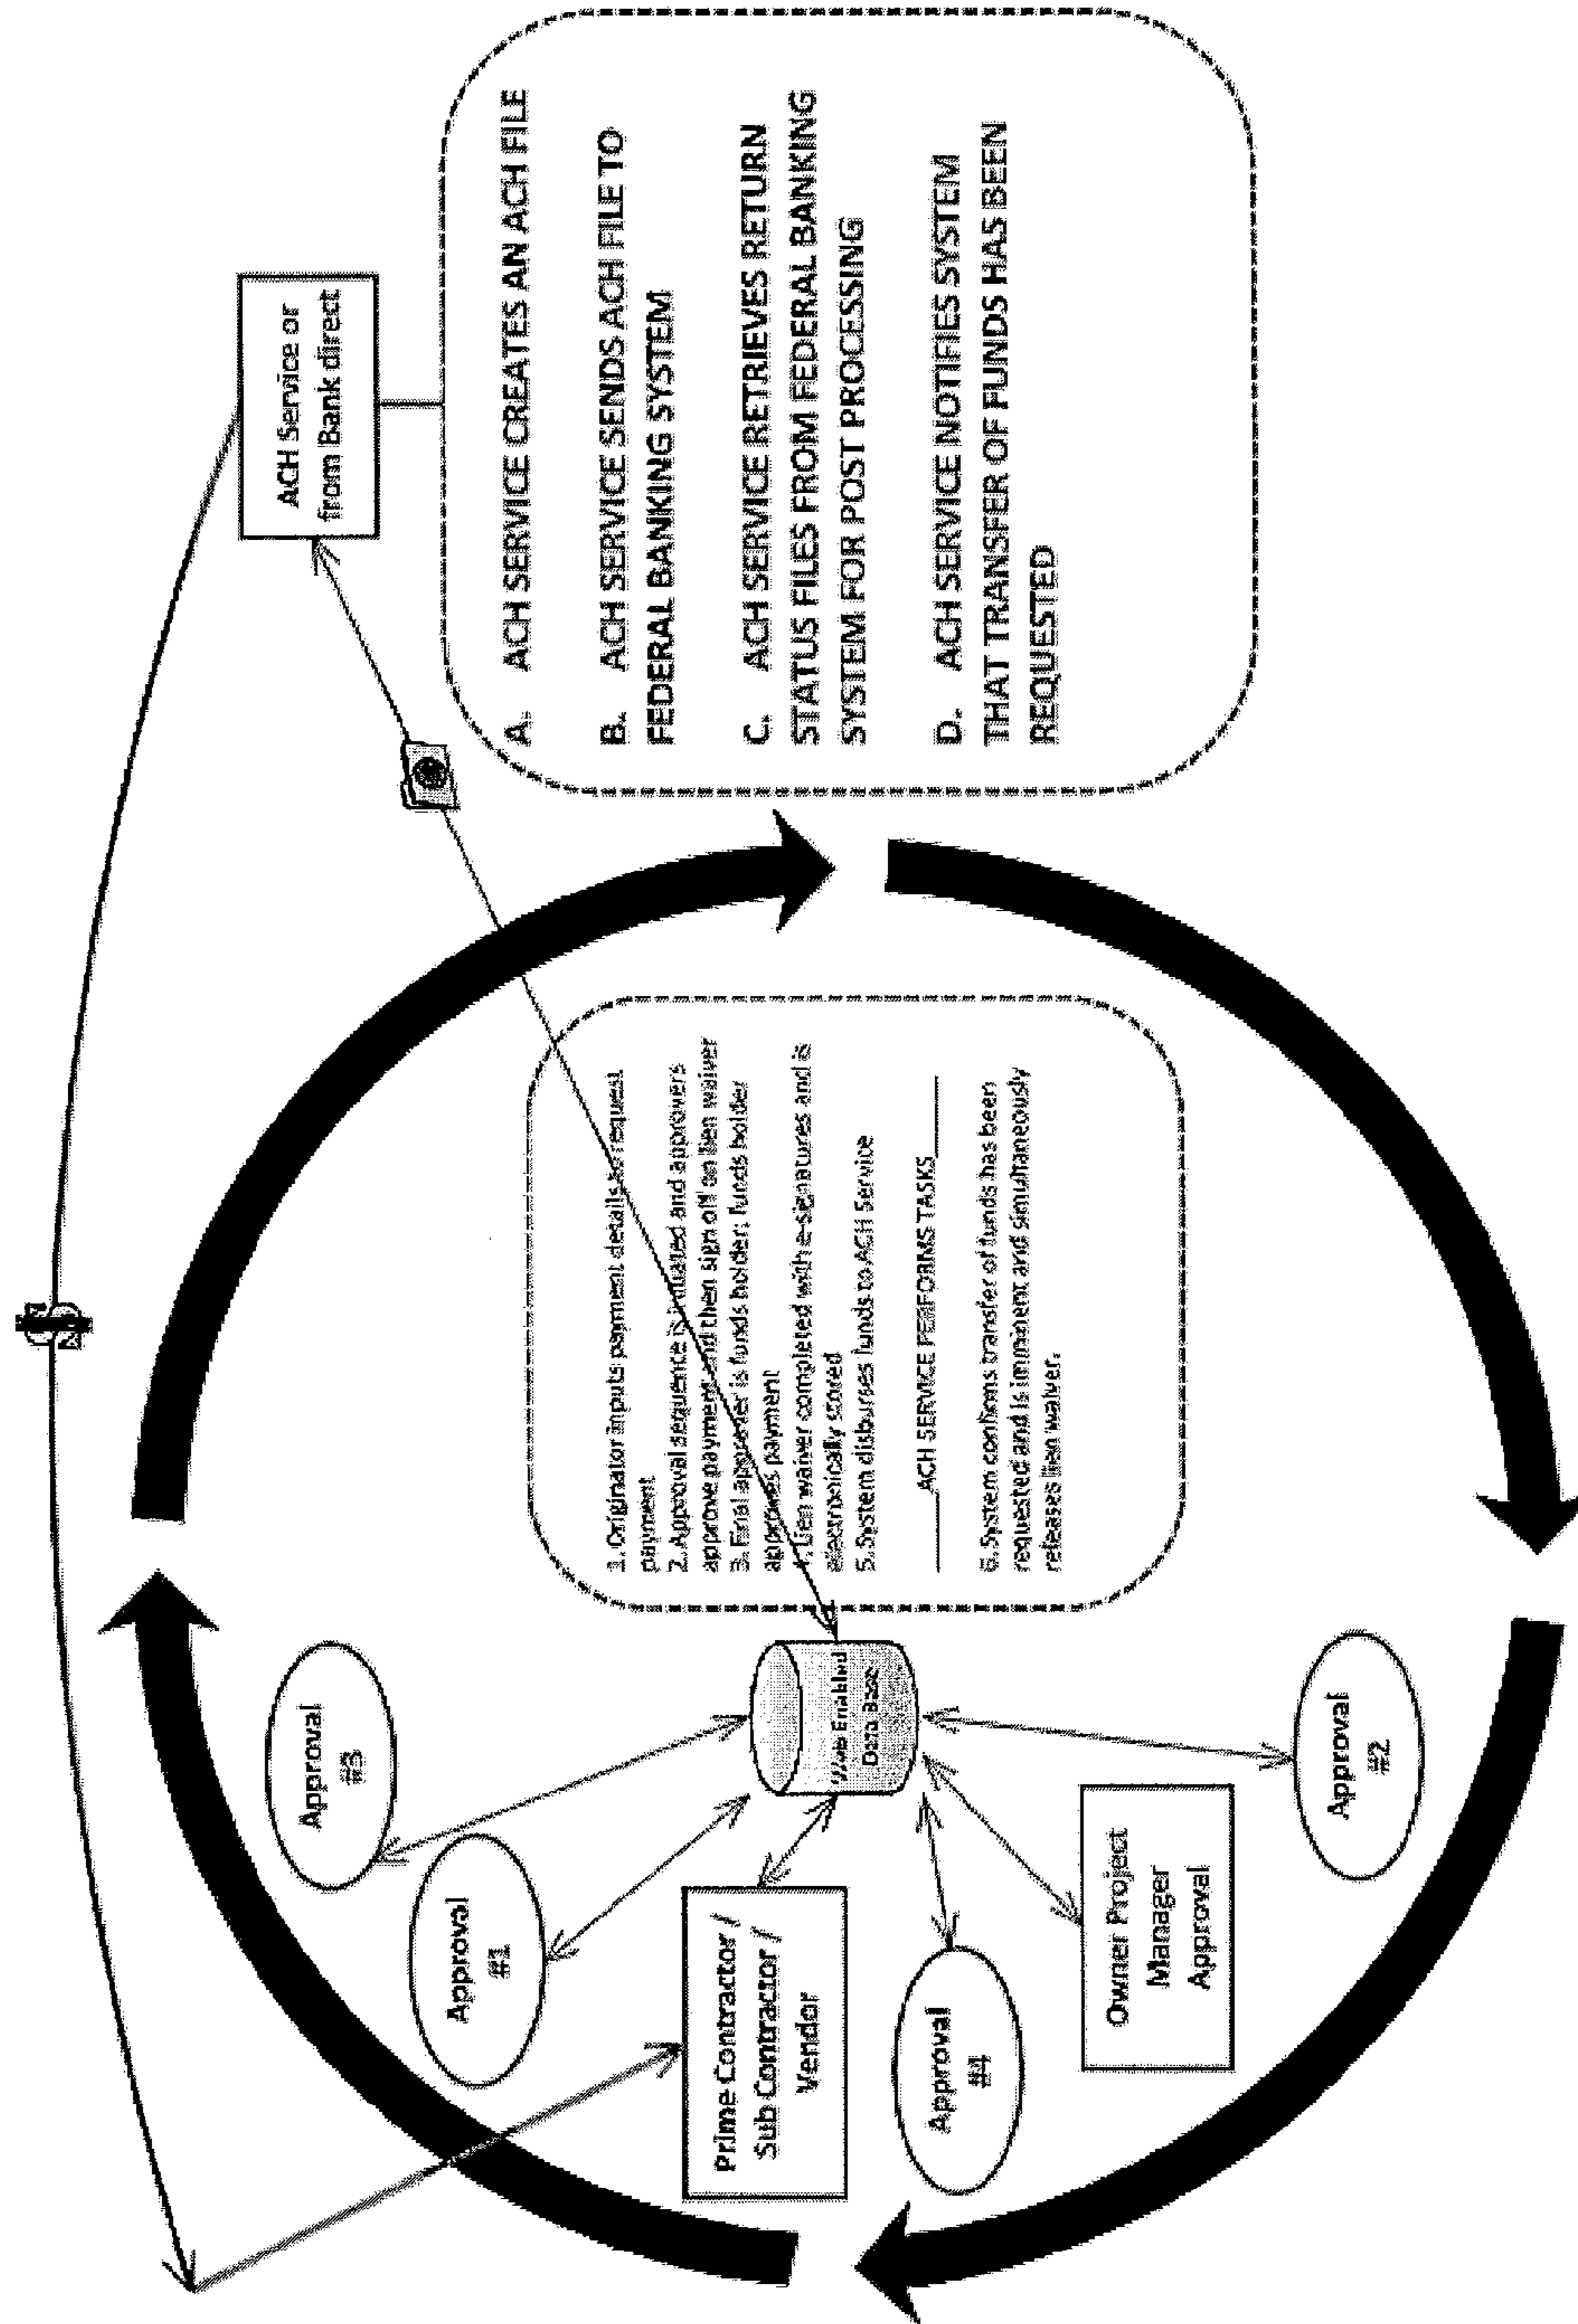 $
ACH Service or
from Bank direct
A. ACH SERVICE CREATES AN ACH FILE
B. ACH SERVICE SENDS ACH FILE TO
FEDERAL BANKING SYSTEM
C. ACH SERVICE RETRIEVES RETURN
STATUS FILES FROM FEDERAL BANKING
SYSTEM FOR POST PROCESSING
D. ACH SERVICE NOTIFIES SYSTEM
THAT TRANSFER OF FUNDS HAS BEEN
REQUESTED
1. Originator inputs payment details to request
payment
2. Approval sequence is initiated and approvers
approve payment and then sign off on lien waiver
3. Final approver is funds holder; funds holder
approves payment
4. Lien waiver completed with e-signatures and is
electronically stored
5. System disburses funds to ACH Service
ACH SERVICE PERFORMS TASKS
6. System confirms transfer of funds has been
requested and is imminent and simultaneously
releases lien waiver.
Approval
#3
Approval
#1
Web Enabled
Data Base
Prime Contractor /
Sub Contractor /
Vendor
Approval
#4
Owner Project
Manager
Approval
Approval
#2